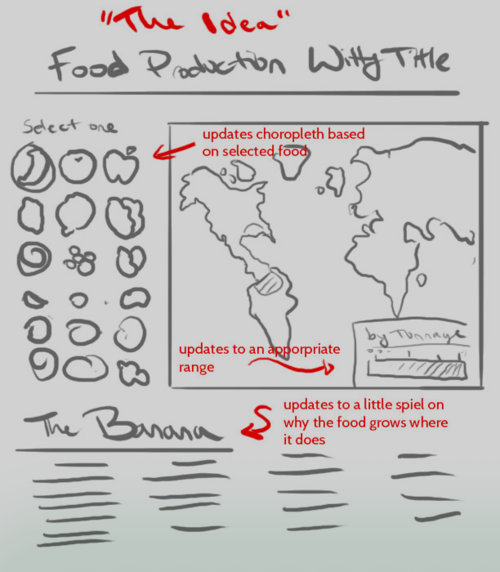 "The Idea"
Food Production Witty Title
Select one
updates choropleth based
on selected food
by Tonnage
updates to an apporpriate
range
The Banana
updates to a little spiel on
why the food grows where
it does